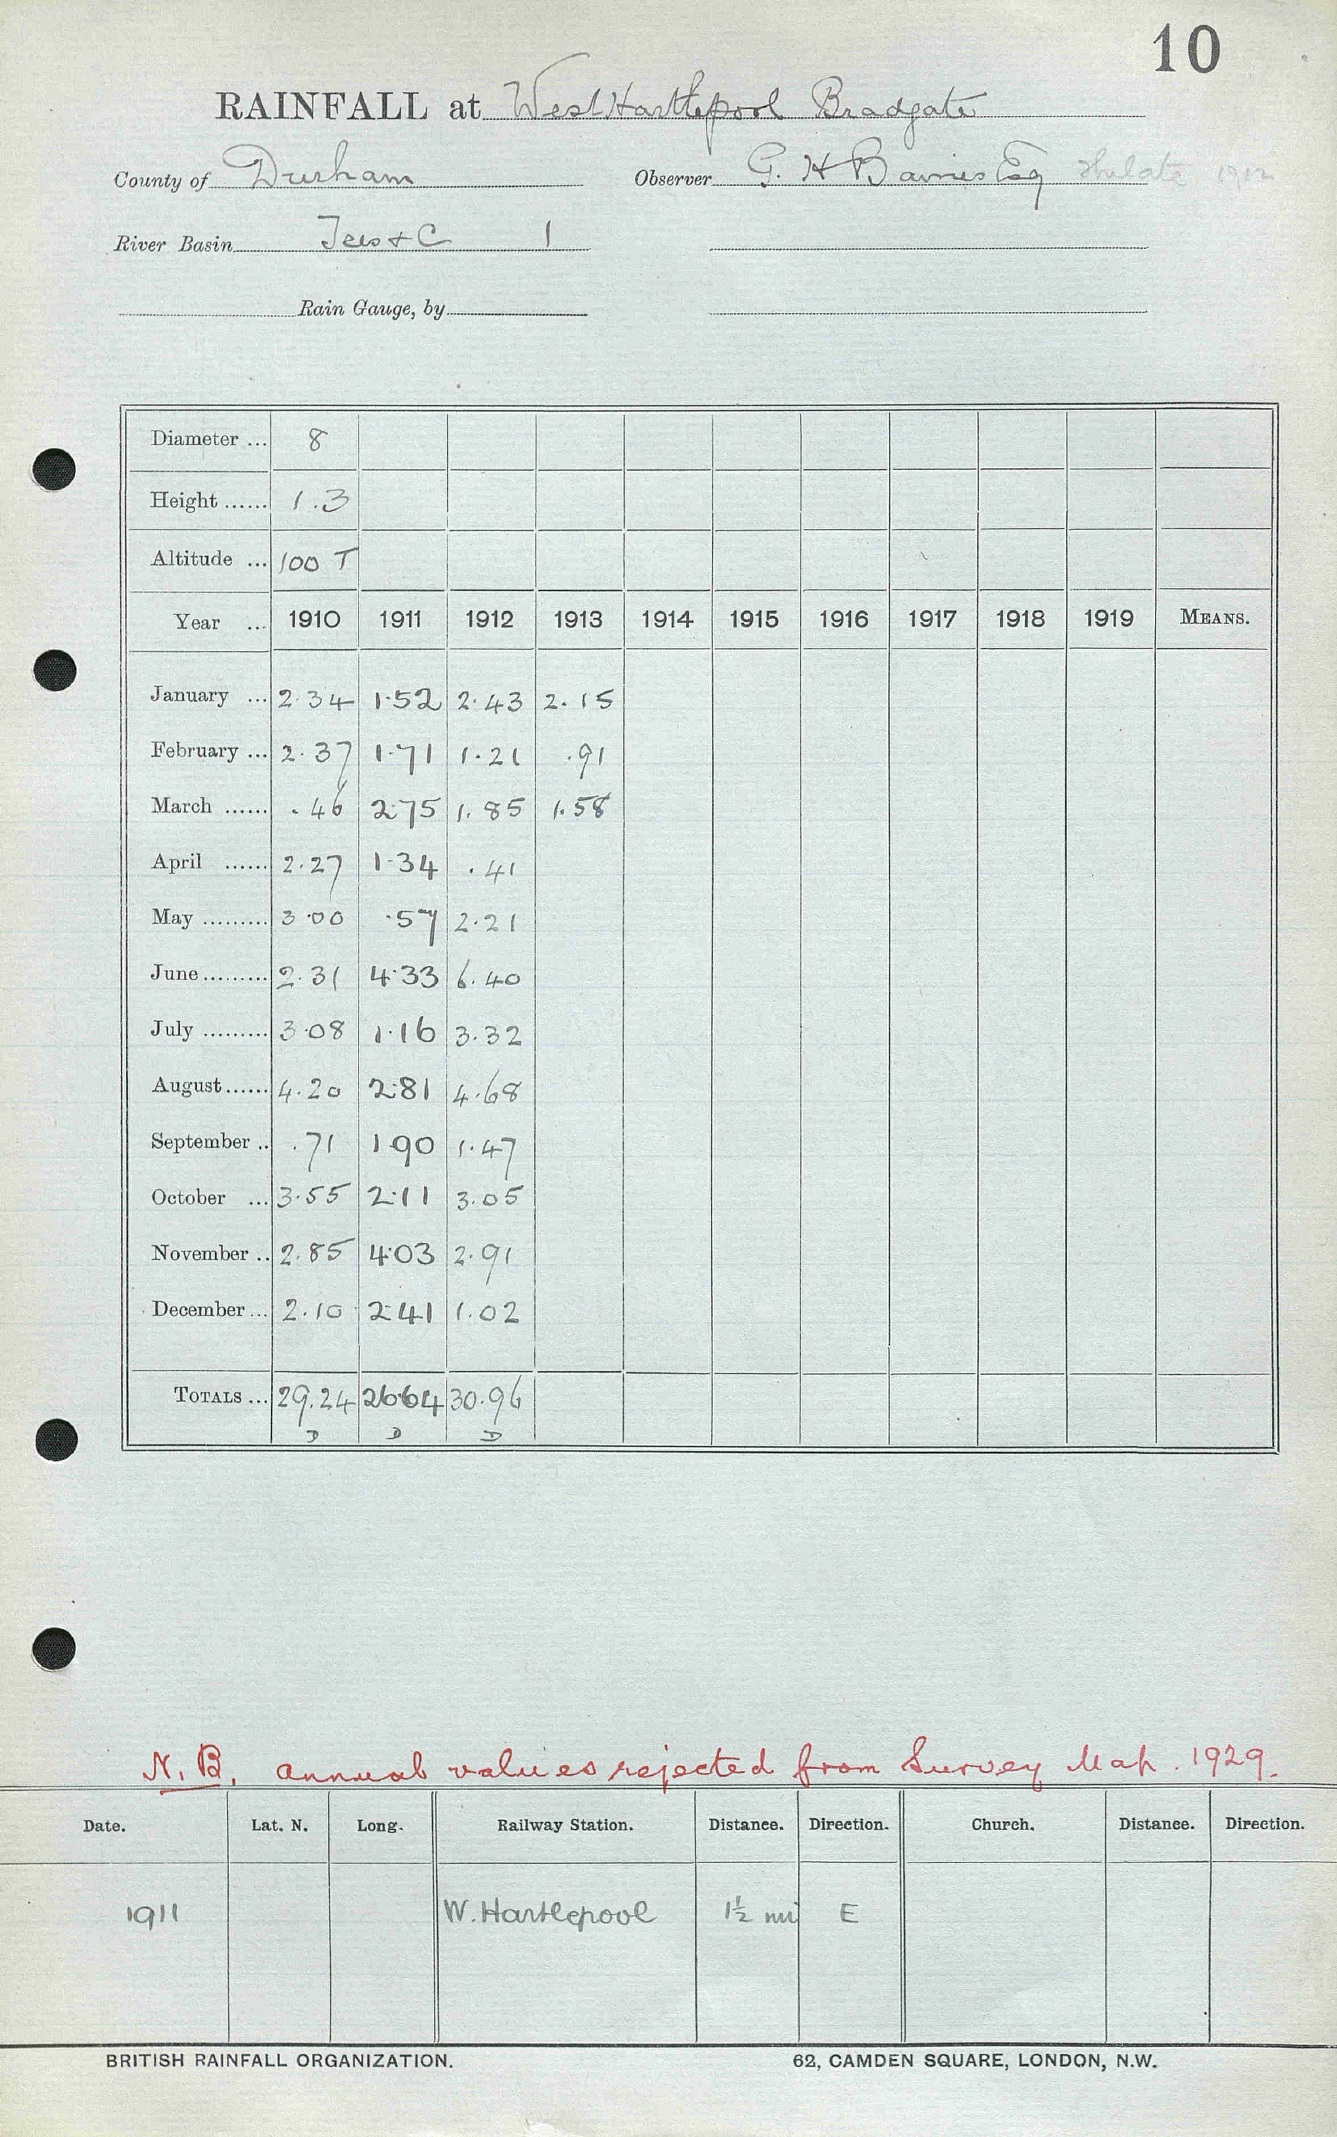 10
RAINFALL at West Hartlepool Bradgate
County of Durham Observer G. H Barnes Esq 1912
River Basin Tees & C 1
Rain Gauge, by
Diameter ... 8
Height ...... 1.3
Altitude ... 100 T
Year ... 1910 1911 1912 1913 1914 1915 1916 1917 1918 1919 MEANS.
January ... 2.34 1.52 2.43 2.15
February ... 2.37 1.71 1.21 .91
March ...... .46 2.75 1.85 1.58
April ...... 2.27 1.34 .41
May ......... 3.00 .57 2.21
June ......... 2.31 4.33 6.40
July ......... 3.08 1.16 3.32
August ...... 4.20 2.81 4.68
September .. .71 1 90 1.47
October ... 3.55 2.11 3.05
November .. 2.85 4.03 2.91
December ... 2.10 2.41 1.02
TOTALS ... 29.24 26.64 30.96
D D D
N.B. annual values rejected from Survey Map. 1929.
Date. Lat. N. Long. Railway Station. Distance. Direction. Church. Distance. Direction.
1911 W. Hartlepool 1½ mi E
BRITISH RAINFALL ORGANIZATION. 62, CAMDEN SQUARE, LONDON, N.W.